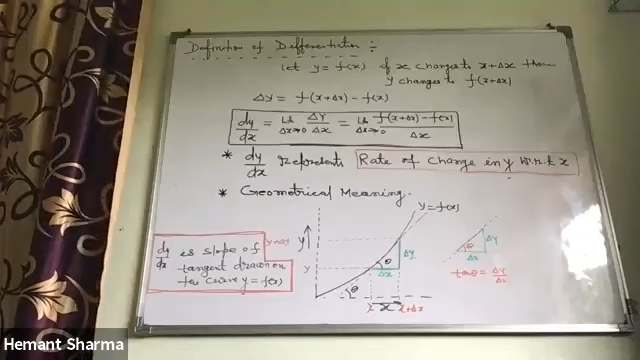 Definition of Differentiation :-
Let y = f(x) if x changes to x+Δx then
y changes to f(x+Δx)
Δy = f(x+Δx) - f(x)
dy/dx = Lt Δx→0 Δy/Δx = Lt Δx→0 f(x+Δx) - f(x) / Δx
* dy/dx represents Rate of change in y w.r.t x
* Geometrical Meaning.
y = f(x)
dy/dx is slope of
tangent drawn on
the curve y = f(x)
y+Δy
y
y
θ
Δy
Δx
θ
x
x
x+Δx
θ
Δy
Δx
tanθ = Δy/Δx
Hemant Sharma